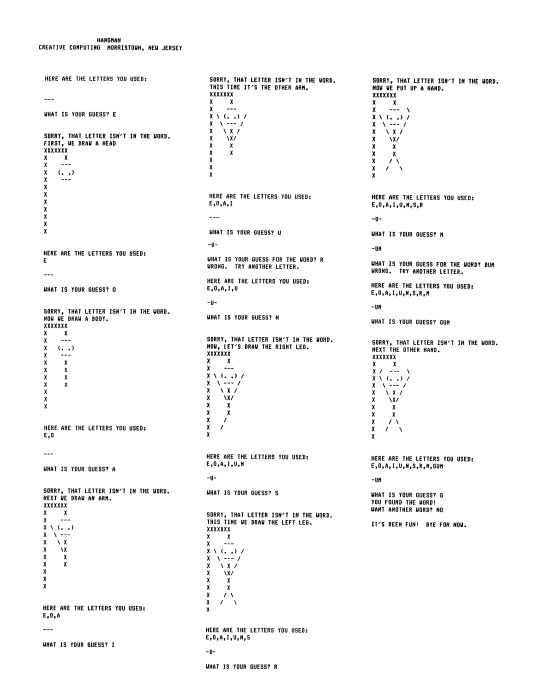 HANGMAN
CREATIVE COMPUTING  MORRISTOWN, NEW JERSEY
HERE ARE THE LETTERS YOU USED:
---
WHAT IS YOUR GUESS? E
SORRY, THAT LETTER ISN'T IN THE WORD.
FIRST, WE DRAW A HEAD
XXXXXXX
X     X
X    ---
X   (. .)
X    ---
X
X
X
X
X
X
X
HERE ARE THE LETTERS YOU USED:
E
---
WHAT IS YOUR GUESS? O
SORRY, THAT LETTER ISN'T IN THE WORD.
NOW WE DRAW A BODY.
XXXXXXX
X     X
X    ---
X   (. .)
X    ---
X     X
X     X
X     X
X     X
X
X
X
HERE ARE THE LETTERS YOU USED:
E,O
---
WHAT IS YOUR GUESS? A
SORRY, THAT LETTER ISN'T IN THE WORD.
NEXT WE DRAW AN ARM.
XXXXXXX
X     X
X    ---
X \ (. .)
X  \ ---
X   \ X
X    \X
X     X
X     X
X
X
X
HERE ARE THE LETTERS YOU USED:
E,O,A
---
WHAT IS YOUR GUESS? I
SORRY, THAT LETTER ISN'T IN THE WORD.
THIS TIME IT'S THE OTHER ARM.
XXXXXXX
X     X
X    ---
X \ (. .) /
X  \ --- /
X   \ X /
X    \X/
X     X
X     X
X
X
X
HERE ARE THE LETTERS YOU USED:
E,O,A,I
---
WHAT IS YOUR GUESS? U
-U-
WHAT IS YOUR GUESS FOR THE WORD? R
WRONG.  TRY ANOTHER LETTER.
HERE ARE THE LETTERS YOU USED:
E,O,A,I,U
-U-
WHAT IS YOUR GUESS? N
SORRY, THAT LETTER ISN'T IN THE WORD.
NOW, LET'S DRAW THE RIGHT LEG.
XXXXXXX
X     X
X    ---
X \ (. .) /
X  \ --- /
X   \ X /
X    \X/
X     X
X     X
X    /
X   /
X
HERE ARE THE LETTERS YOU USED:
E,O,A,I,U,N
-U-
WHAT IS YOUR GUESS? S
SORRY, THAT LETTER ISN'T IN THE WORD.
THIS TIME WE DRAW THE LEFT LEG.
XXXXXXX
X     X
X    ---
X \ (. .) /
X  \ --- /
X   \ X /
X    \X/
X     X
X     X
X    / \
X   /   \
X
HERE ARE THE LETTERS YOU USED:
E,O,A,I,U,N,S
-U-
WHAT IS YOUR GUESS? R
SORRY, THAT LETTER ISN'T IN THE WORD.
NOW WE PUT UP A HAND.
XXXXXXX
X     X
X    ---  \
X \ (. .) /
X  \ --- /
X   \ X /
X    \X/
X     X
X     X
X    / \
X   /   \
X
HERE ARE THE LETTERS YOU USED:
E,O,A,I,U,N,S,R
-U-
WHAT IS YOUR GUESS? M
-UM
WHAT IS YOUR GUESS FOR THE WORD? BUM
WRONG.  TRY ANOTHER LETTER.
HERE ARE THE LETTERS YOU USED:
E,O,A,I,U,N,S,R,M
-UM
WHAT IS YOUR GUESS? GUM
SORRY, THAT LETTER ISN'T IN THE WORD.
NEXT THE OTHER HAND.
XXXXXXX
X     X
X /  ---  \
X \ (. .) /
X  \ --- /
X   \ X /
X    \X/
X     X
X     X
X    / \
X   /   \
X
HERE ARE THE LETTERS YOU USED:
E,O,A,I,U,N,S,R,M,GUM
-UM
WHAT IS YOUR GUESS? G
YOU FOUND THE WORD!
WANT ANOTHER WORD? NO
IT'S BEEN FUN!  BYE FOR NOW.